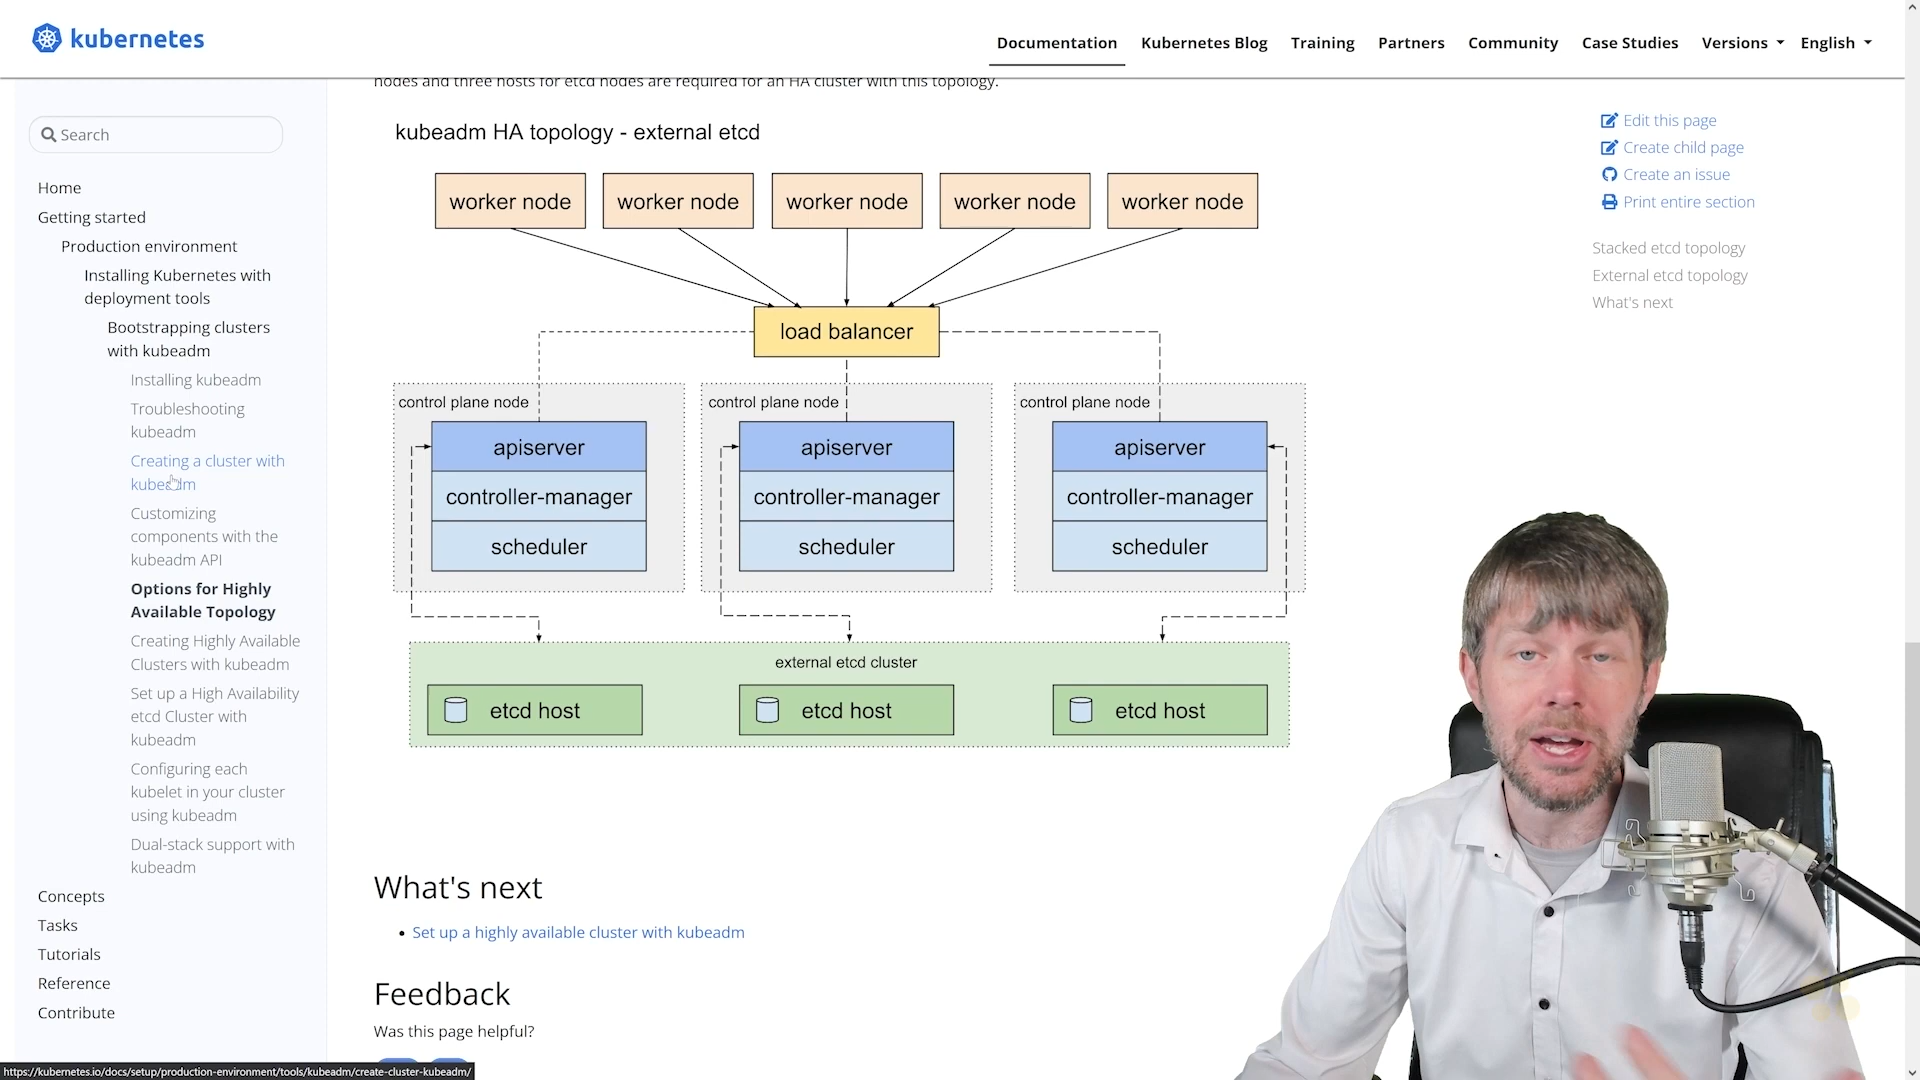 kubernetes
Documentation Kubernetes Blog Training Partners Community Case Studies Versions English
nodes and three hosts for etcd nodes are required for an HA cluster with this topology.
Search
Home
Getting started
Production environment
Installing Kubernetes with
deployment tools
Bootstrapping clusters
with kubeadm
Installing kubeadm
Troubleshooting
kubeadm
Creating a cluster with
kubeadm
Customizing
components with the
kubeadm API
Options for Highly
Available Topology
Creating Highly Available
Clusters with kubeadm
Set up a High Availability
etcd Cluster with
kubeadm
Configuring each
kubelet in your cluster
using kubeadm
Dual-stack support with
kubeadm
Concepts
Tasks
Tutorials
Reference
Contribute
kubeadm HA topology - external etcd
worker node worker node worker node worker node worker node
load balancer
control plane node control plane node control plane node
apiserver apiserver apiserver
controller-manager controller-manager controller-manager
scheduler scheduler scheduler
external etcd cluster
etcd host etcd host etcd host
What's next
Set up a highly available cluster with kubeadm
Feedback
Was this page helpful?
Edit this page
Create child page
Create an issue
Print entire section
Stacked etcd topology
External etcd topology
What's next
https://kubernetes.io/docs/setup/production-environment/tools/kubeadm/create-cluster-kubeadm/